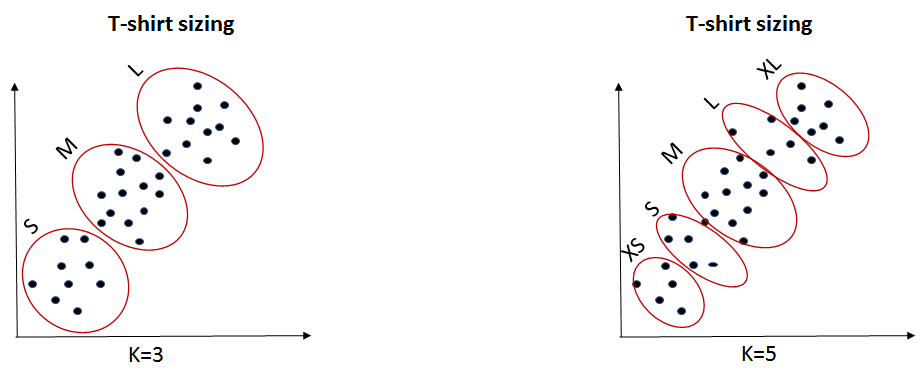 T-shirt sizing
L
M
S
K=3
T-shirt sizing
XL
L
M
S
XS
K=5